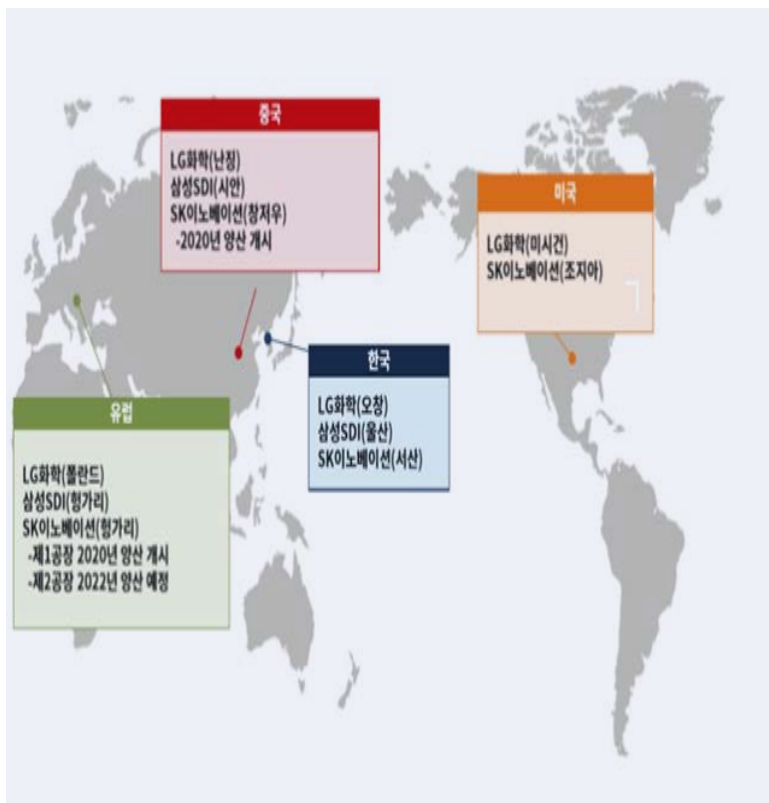 중국
LG화학(난징)
삼성SDI(시안)
SK이노베이션(창저우)
-2020년 양산 개시
미국
LG화학(미시건)
SK이노베이션(조지아)
한국
LG화학(오창)
삼성SDI(울산)
SK이노베이션(서산)
유럽
LG화학(폴란드)
삼성SDI(헝가리)
SK이노베이션(헝가리)
-제1공장 2020년 양산 개시
-제2공장 2022년 양산 예정